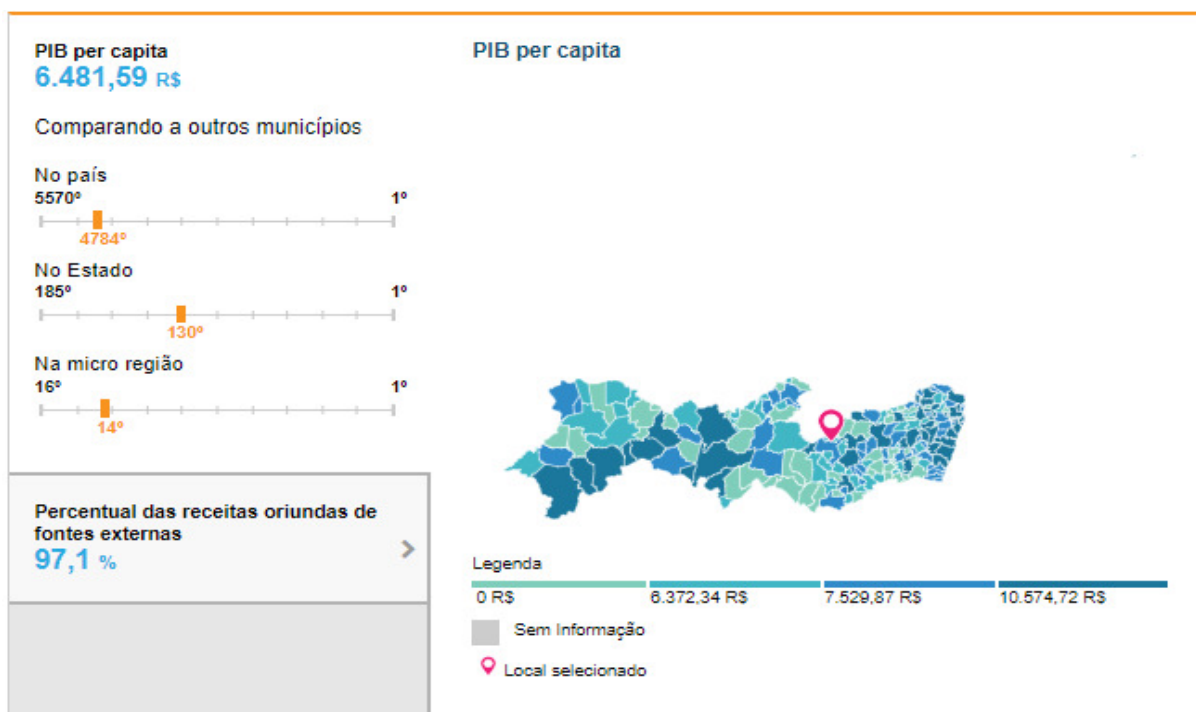 PIB per capita
6.481,59 R$
Comparando a outros municípios
No país
5570º 1º
4784º
No Estado
185º 1º
130º
Na micro região
16º 1º
14º
Percentual das receitas oriundas de
fontes externas
97,1 %
PIB per capita
Legenda
0 R$ 6.372,34 R$ 7.529,87 R$ 10.574,72 R$
Sem Informação
Local selecionado